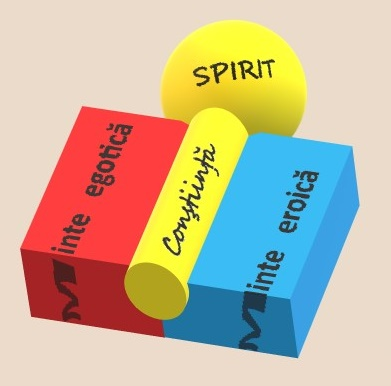 SPIRIT
Minte egotică
Conștiință
Minte eroică